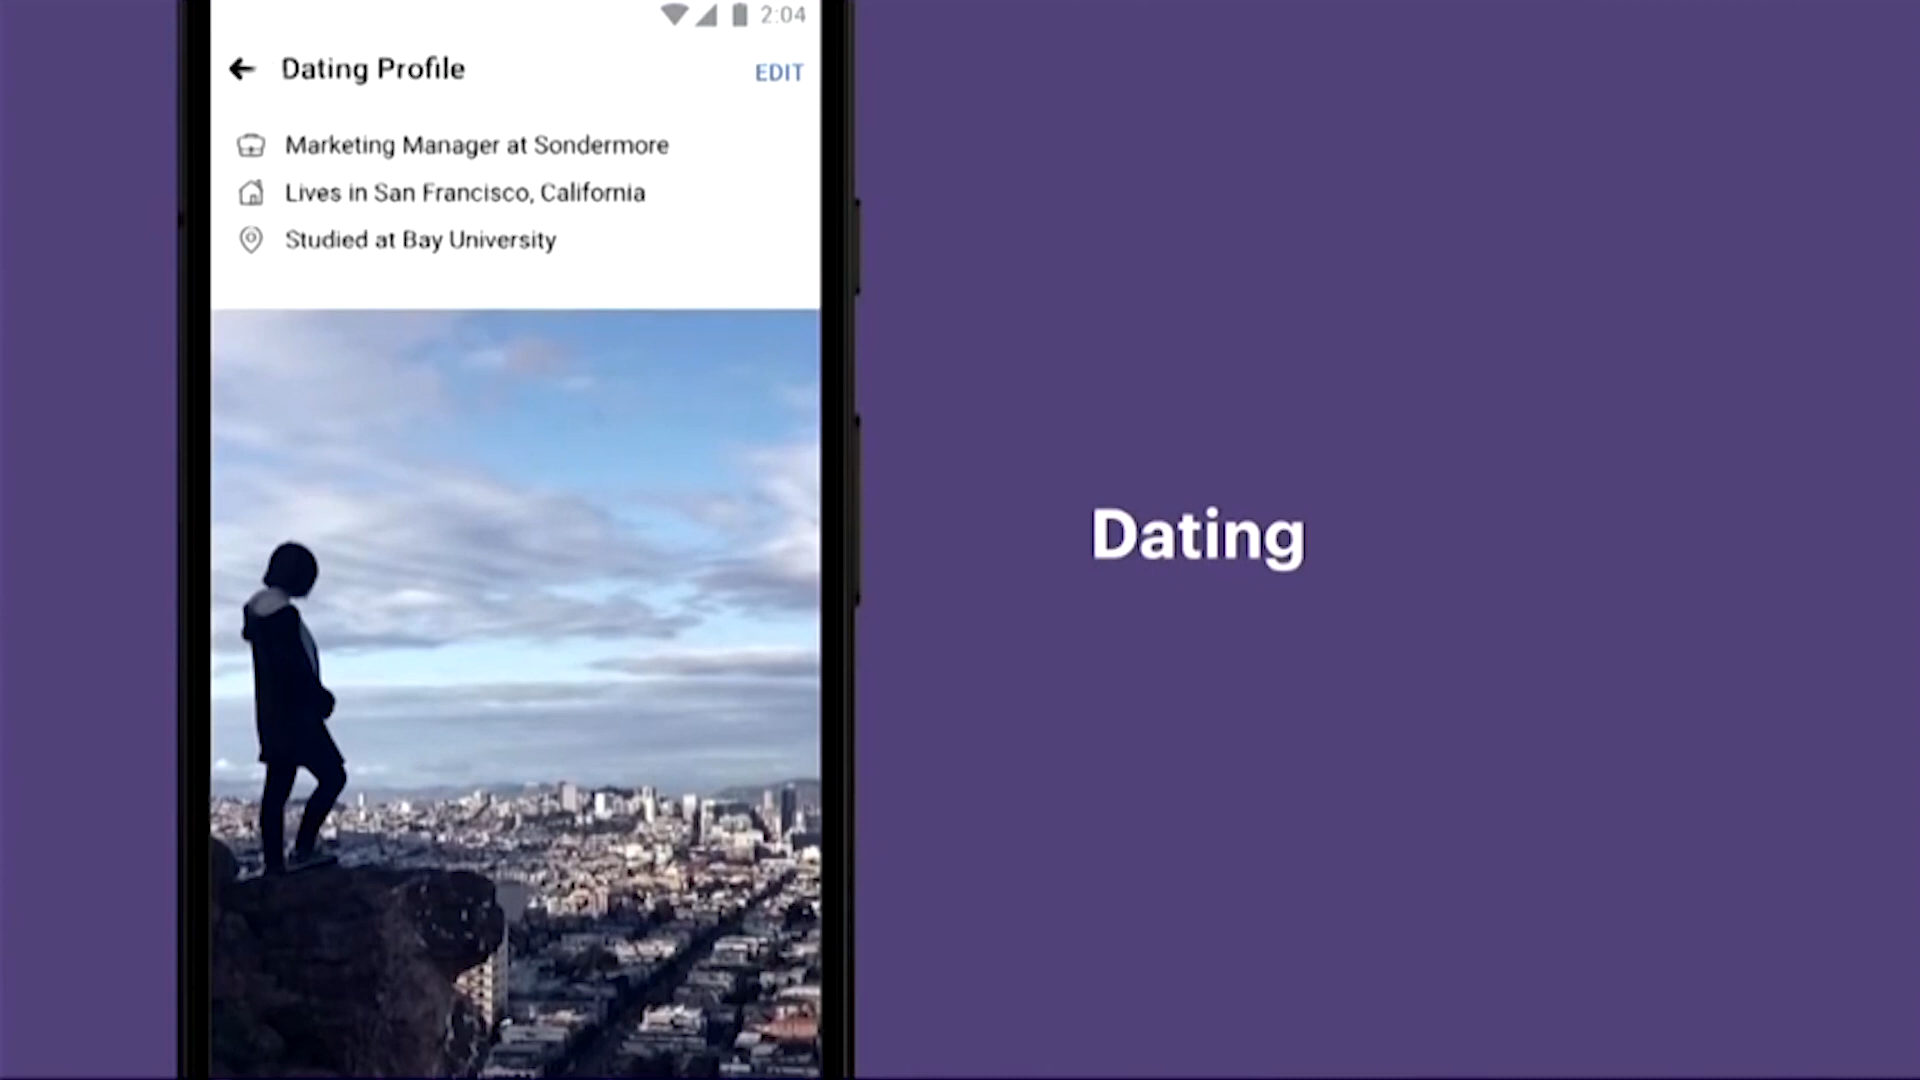 2:04
Dating Profile
EDIT
Marketing Manager at Sondermore
Lives in San Francisco, California
Studied at Bay University
Dating